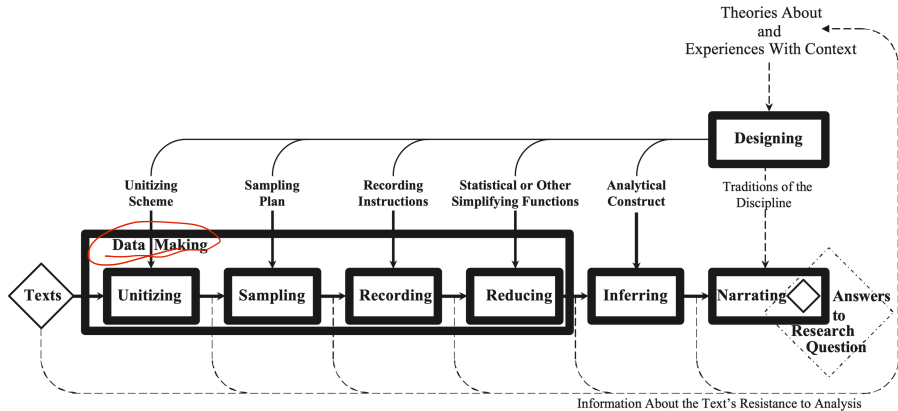 Theories About
and
Experiences With Context
Designing
Unitizing
Scheme
Sampling
Plan
Recording
Instructions
Statistical or Other
Simplifying Functions
Analytical
Construct
Traditions of the
Discipline
Data Making
Texts
Unitizing
Sampling
Recording
Reducing
Inferring
Narrating
Answers
to
Research
Question
Information About the Text's Resistance to Analysis